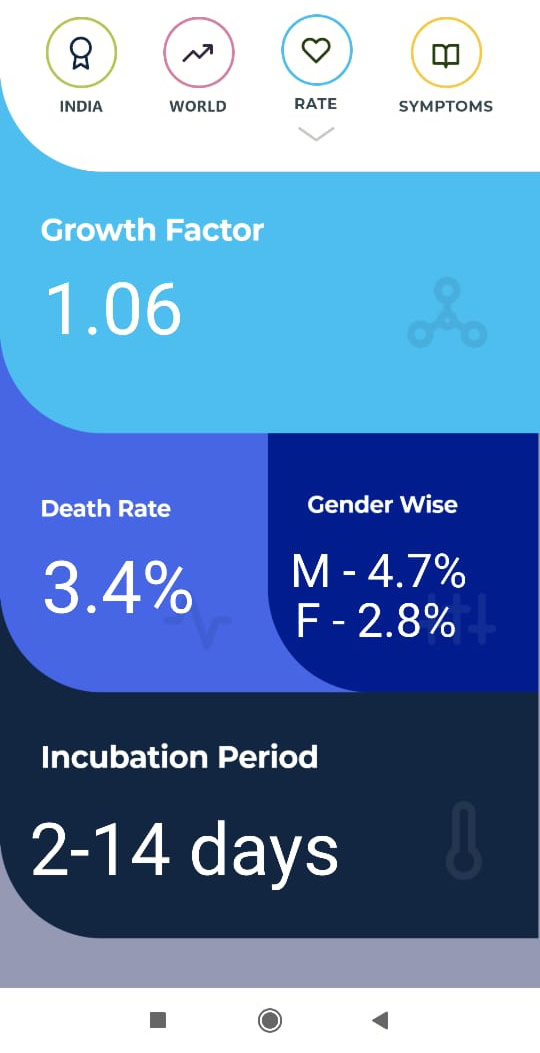 INDIA
WORLD
RATE
SYMPTOMS
Growth Factor
1.06
Death Rate
3.4%
Gender Wise
M - 4.7%
F - 2.8%
Incubation Period
2-14 days